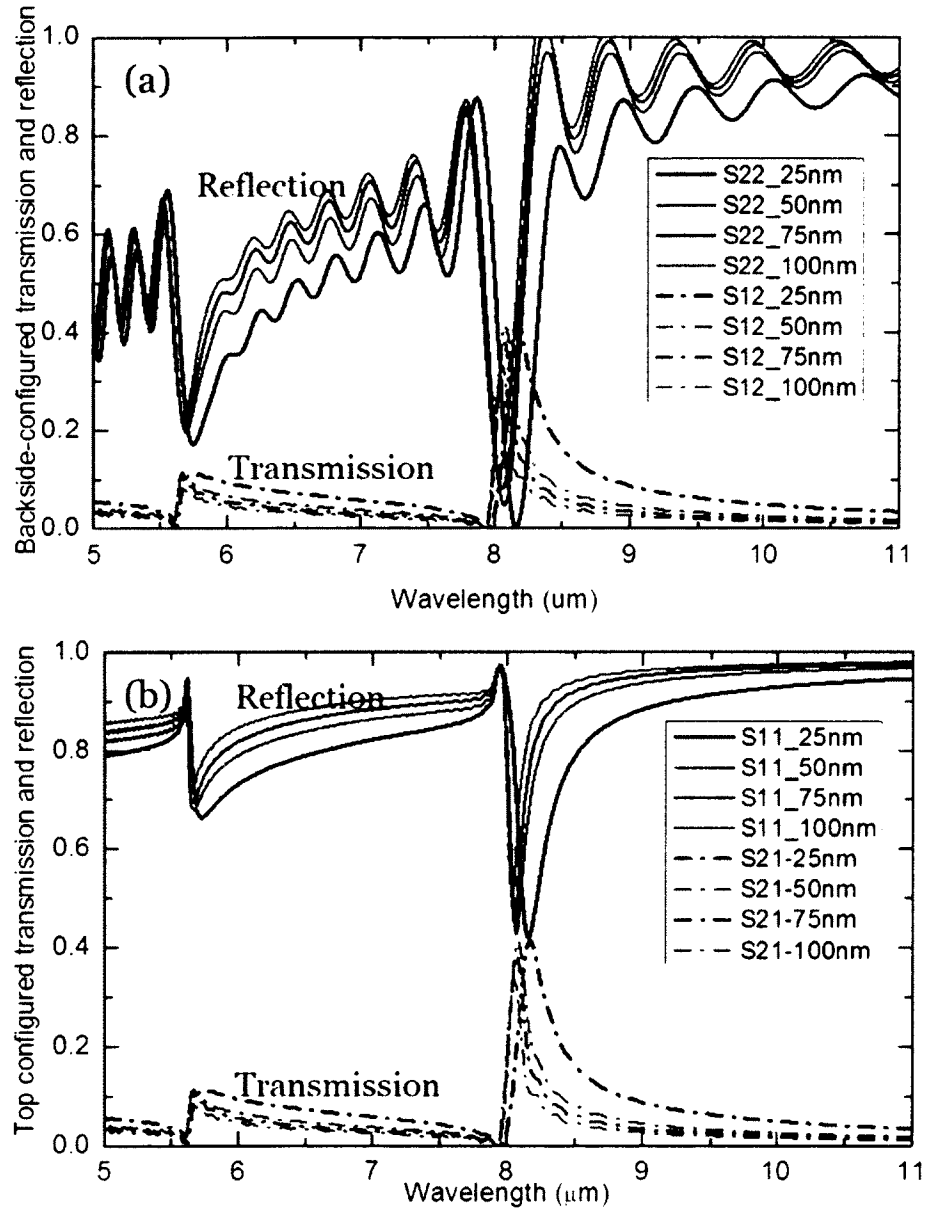 Backside-configured transmission and reflection
1.0
0.8
0.6
0.4
0.2
0.0
(a)
Reflection
Transmission
S22_25nm
S22_50nm
S22_75nm
S22_100nm
S12_25nm
S12_50nm
S12_75nm
S12_100nm
5 6 7 8 9 10 11
Wavelength (um)
Top configured transmission and reflection
1.0
0.8
0.6
0.4
0.2
0.0
(b)
Reflection
Transmission
S11_25nm
S11_50nm
S11_75nm
S11_100nm
S21-25nm
S21-50nm
S21-75nm
S21-100nm
5 6 7 8 9 10 11
Wavelength (μm)